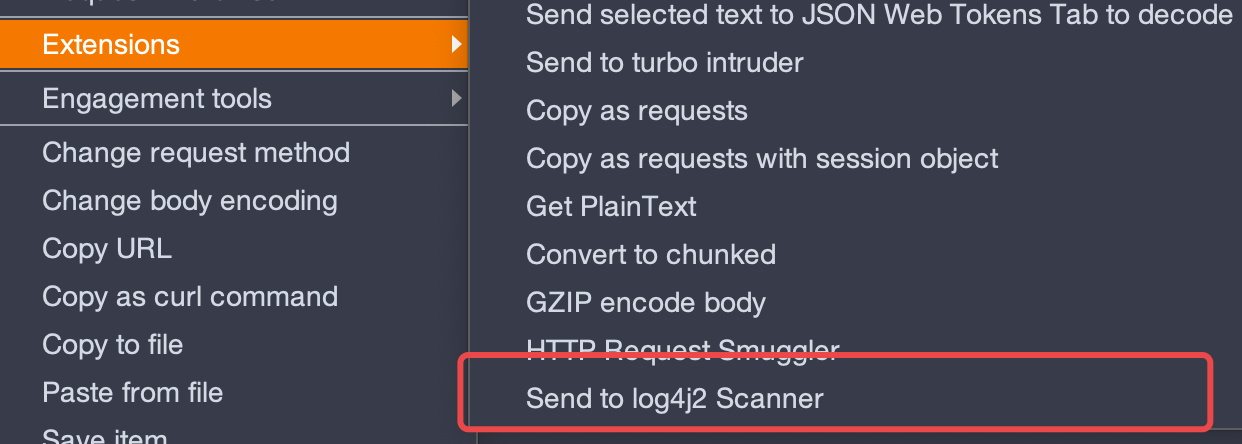 Extensions
Engagement tools
Change request method
Change body encoding
Copy URL
Copy as curl command
Copy to file
Paste from file
Save item
Send selected text to JSON Web Tokens Tab to decode
Send to turbo intruder
Copy as requests
Copy as requests with session object
Get PlainText
Convert to chunked
GZIP encode body
HTTP Request Smuggler
Send to log4j2 Scanner